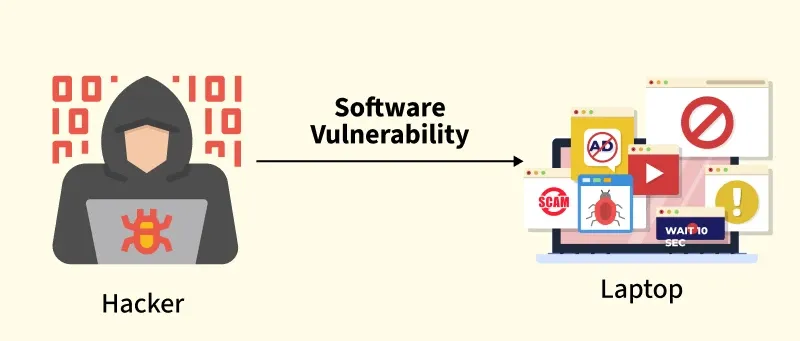 Software
Vulnerability
AD
SCAM
WAIT 10
SEC
Hacker
Laptop